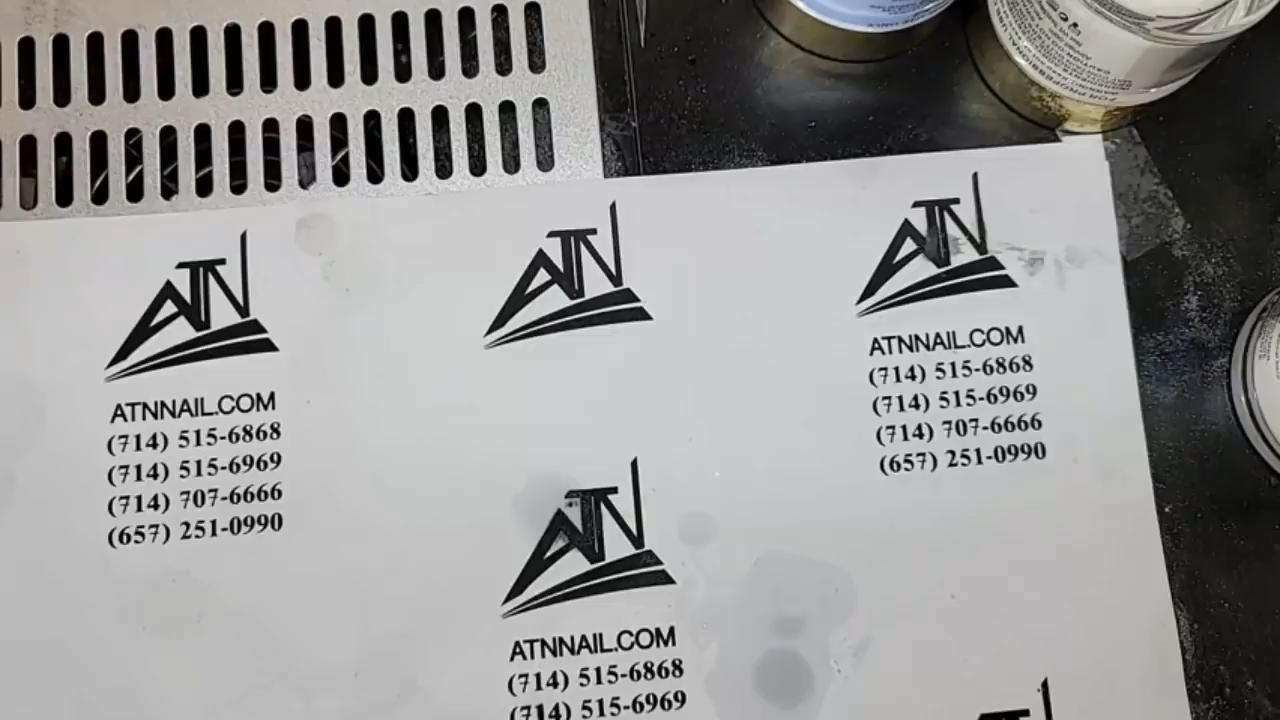 ATN
ATNNAIL.COM
(714) 515-6868
(714) 515-6969
(714) 707-6666
(657) 251-0990
ATN
ATN
ATNNAIL.COM
(714) 515-6868
(714) 515-6969
(714) 707-6666
(657) 251-0990
ATN
ATNNAIL.COM
(714) 515-6868
(714) 515-6969